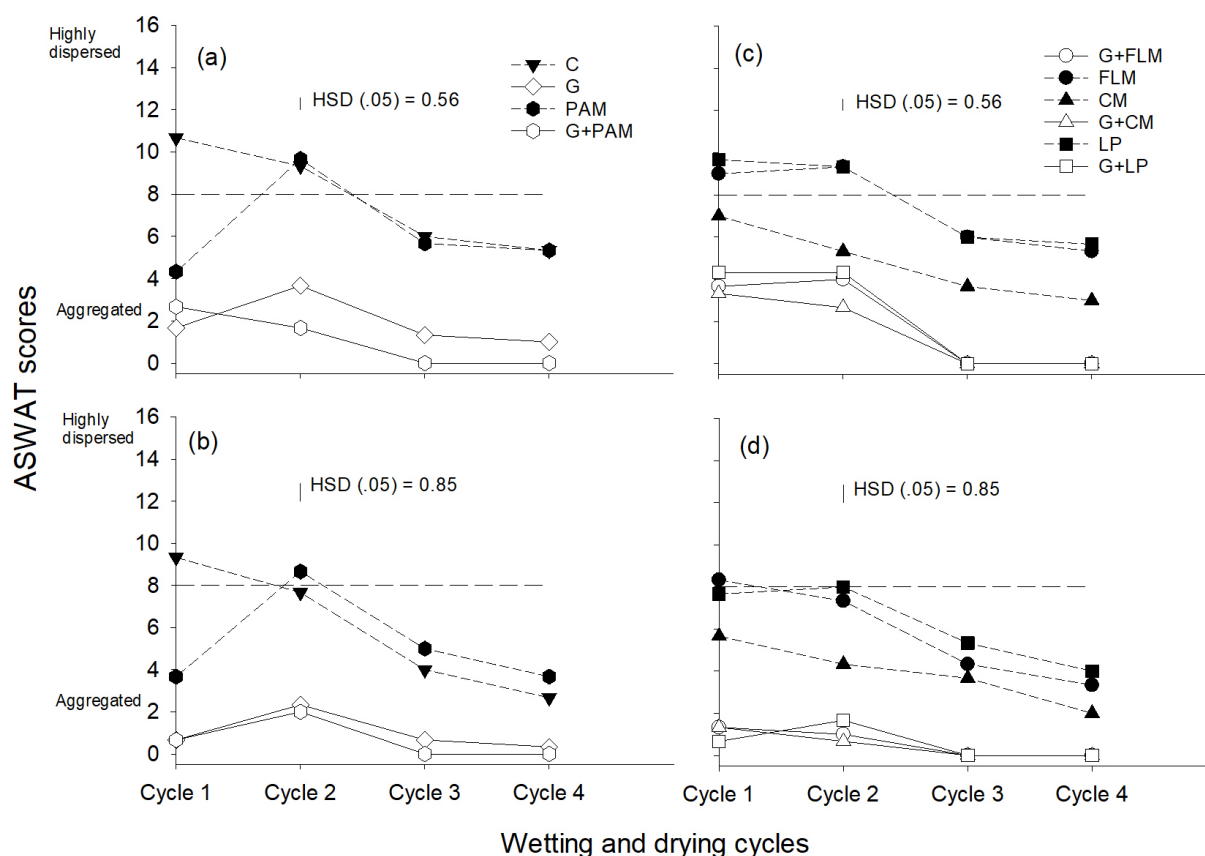 ASWAT scores
Highly
dispersed
Aggregated
16
14
12
10
8
6
4
2
0
(a)
C
G
PAM
G+PAM
HSD (.05) = 0.56
(c)
G+FLM
FLM
CM
G+CM
LP
G+LP
HSD (.05) = 0.56
Highly
dispersed
Aggregated
16
14
12
10
8
6
4
2
0
(b)
HSD (.05) = 0.85
Cycle 1 Cycle 2 Cycle 3 Cycle 4
(d)
HSD (.05) = 0.85
Cycle 1 Cycle 2 Cycle 3 Cycle 4
Wetting and drying cycles